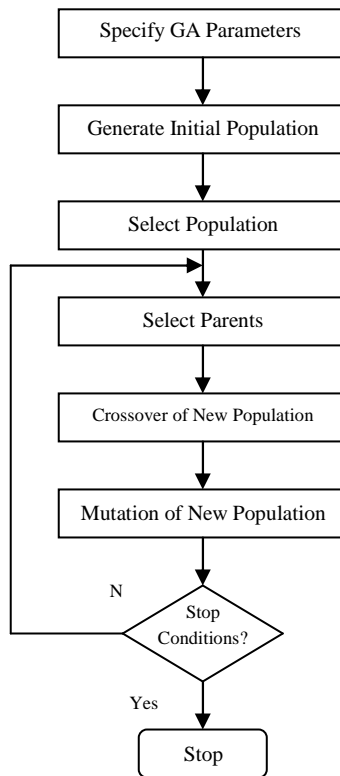 Specify GA Parameters
Generate Initial Population
Select Population
Select Parents
Crossover of New Population
Mutation of New Population
N
Stop
Conditions?
Yes
Stop